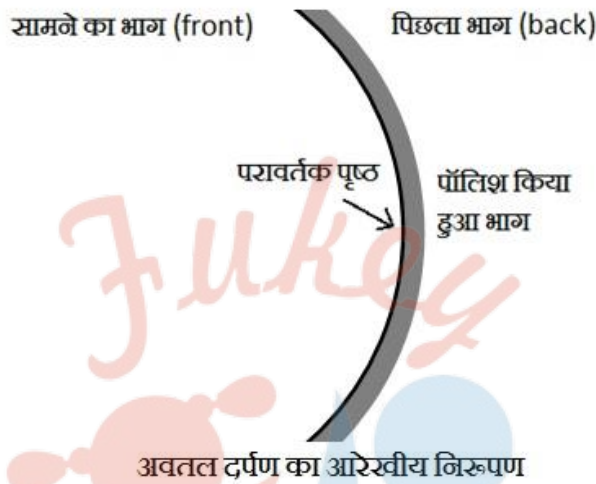 सामने का भाग (front)
पिछला भाग (back)
परावर्तक पृष्ठ
पॉलिश किया
हुआ भाग
Fukey
अवतल दर्पण का आरेखीय निरूपण